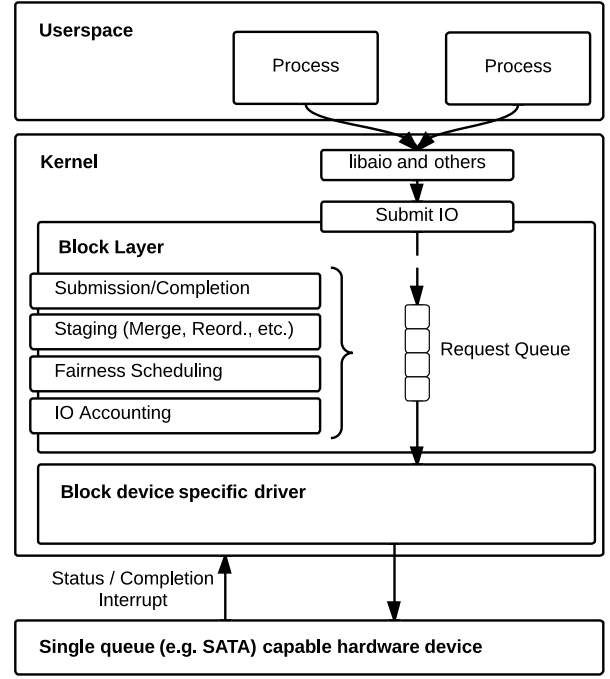 Userspace
Process
Process
Kernel
libaio and others
Submit IO
Block Layer
Submission/Completion
Staging (Merge, Reord., etc.)
Fairness Scheduling
IO Accounting
Request Queue
Block device specific driver
Status / Completion
Interrupt
Single queue (e.g. SATA) capable hardware device